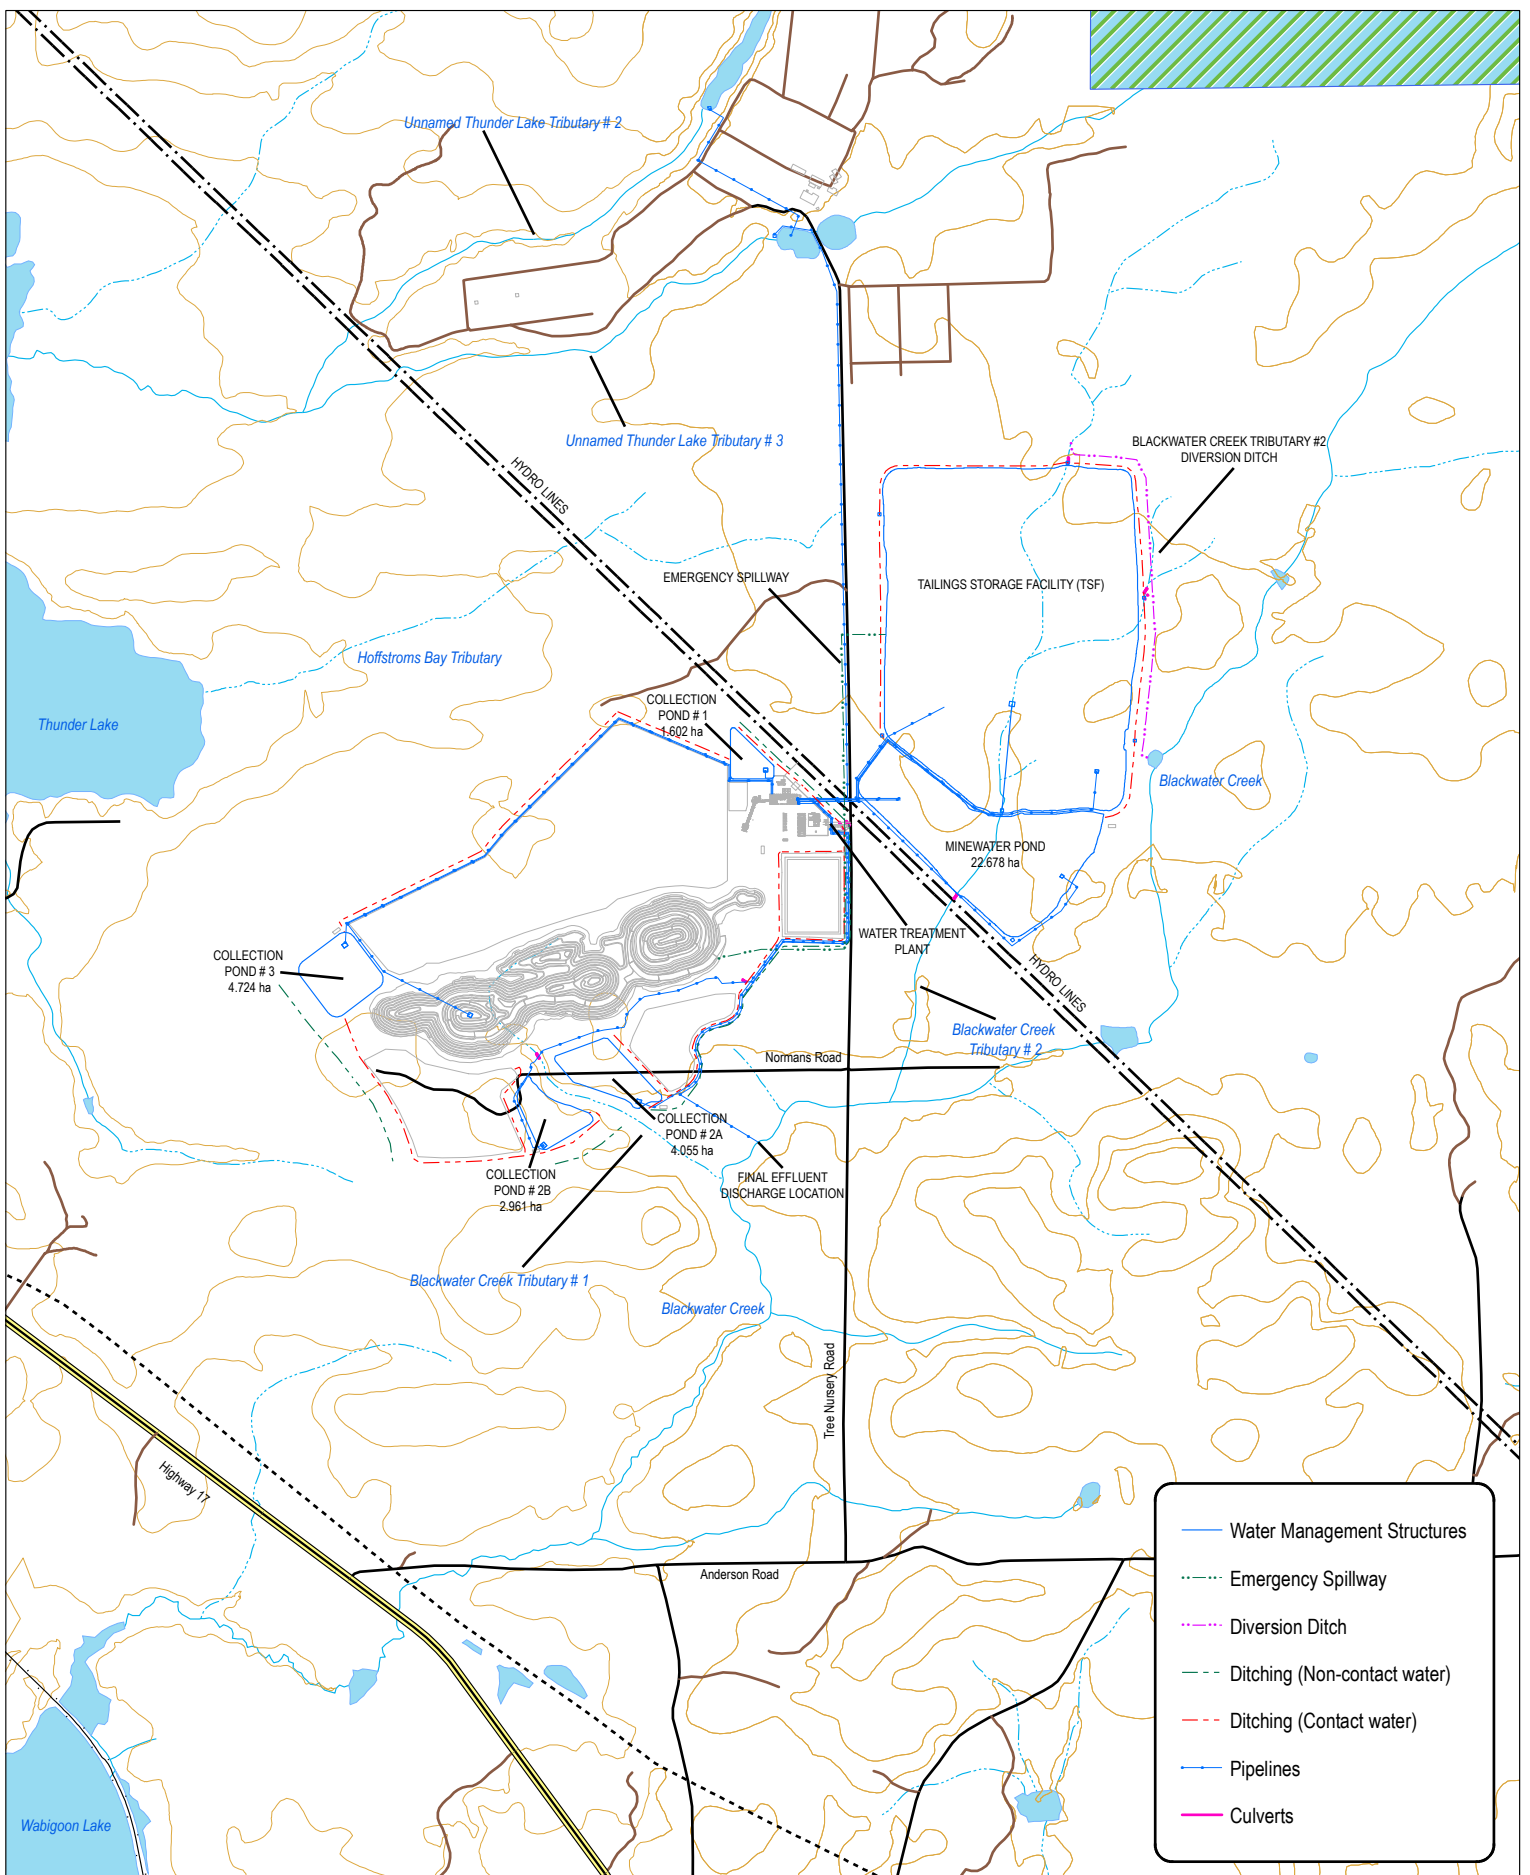 Unnamed Thunder Lake Tributary # 2
Unnamed Thunder Lake Tributary # 3
BLACKWATER CREEK TRIBUTARY #2
DIVERSION DITCH
HYDRO LINES
EMERGENCY SPILLWAY
TAILINGS STORAGE FACILITY (TSF)
Hoffstroms Bay Tributary
Thunder Lake
COLLECTION
POND # 1
1.602 ha
Blackwater Creek
MINEWATER POND
22.678 ha
WATER TREATMENT
PLANT
COLLECTION
POND # 3
4.724 ha
HYDRO LINES
Blackwater Creek
Tributary # 2
Normans Road
COLLECTION
POND # 2A
4.055 ha
COLLECTION
POND # 2B
2.961 ha
FINAL EFFLUENT
DISCHARGE LOCATION
Blackwater Creek Tributary # 1
Blackwater Creek
Tree Nursery Road
Highway 17
Anderson Road
Wabigoon Lake
Water Management Structures
Emergency Spillway
Diversion Ditch
Ditching (Non-contact water)
Ditching (Contact water)
Pipelines
Culverts